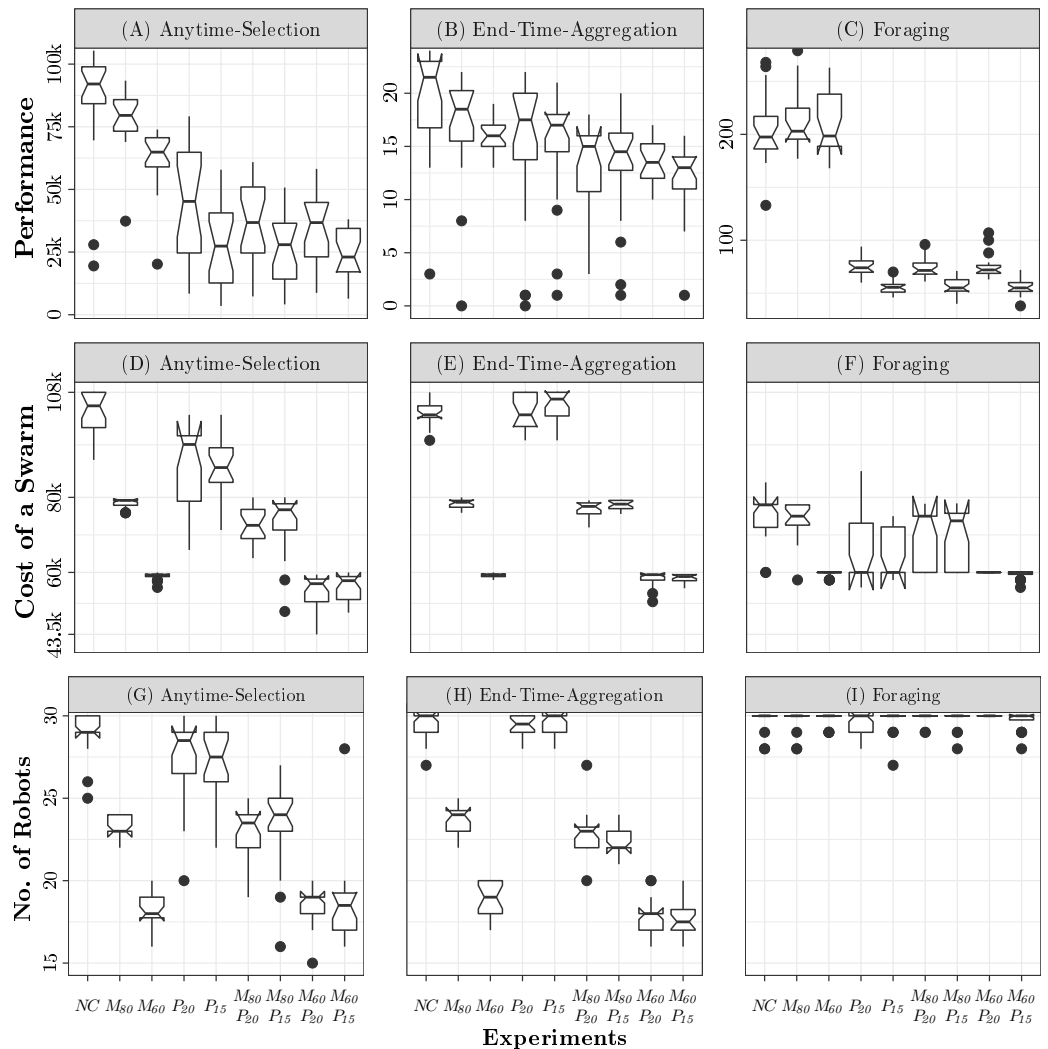 (A) Anytime-Selection
(B) End-Time-Aggregation
(C) Foraging
Performance
100k
75k
50k
25k
0
20
15
10
5
0
200
100
(D) Anytime-Selection
(E) End-Time-Aggregation
(F) Foraging
Cost of a Swarm
108k
80k
60k
43.5k
(G) Anytime-Selection
(H) End-Time-Aggregation
(I) Foraging
No. of Robots
30
25
20
15
NC M80 M60 P20 P15 M80 P20 M80 P15 M60 P20 M60 P15
NC M80 M60 P20 P15 M80 P20 M80 P15 M60 P20 M60 P15
NC M80 M60 P20 P15 M80 P20 M80 P15 M60 P20 M60 P15
Experiments